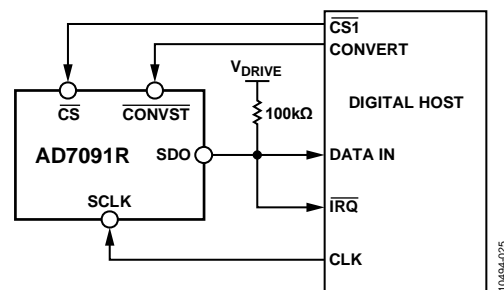 CS1
CONVERT
VDRIVE
100kΩ
DIGITAL HOST
CS
CONVST
AD7091R
SDO
DATA IN
SCLK
IRQ
CLK
10494-025